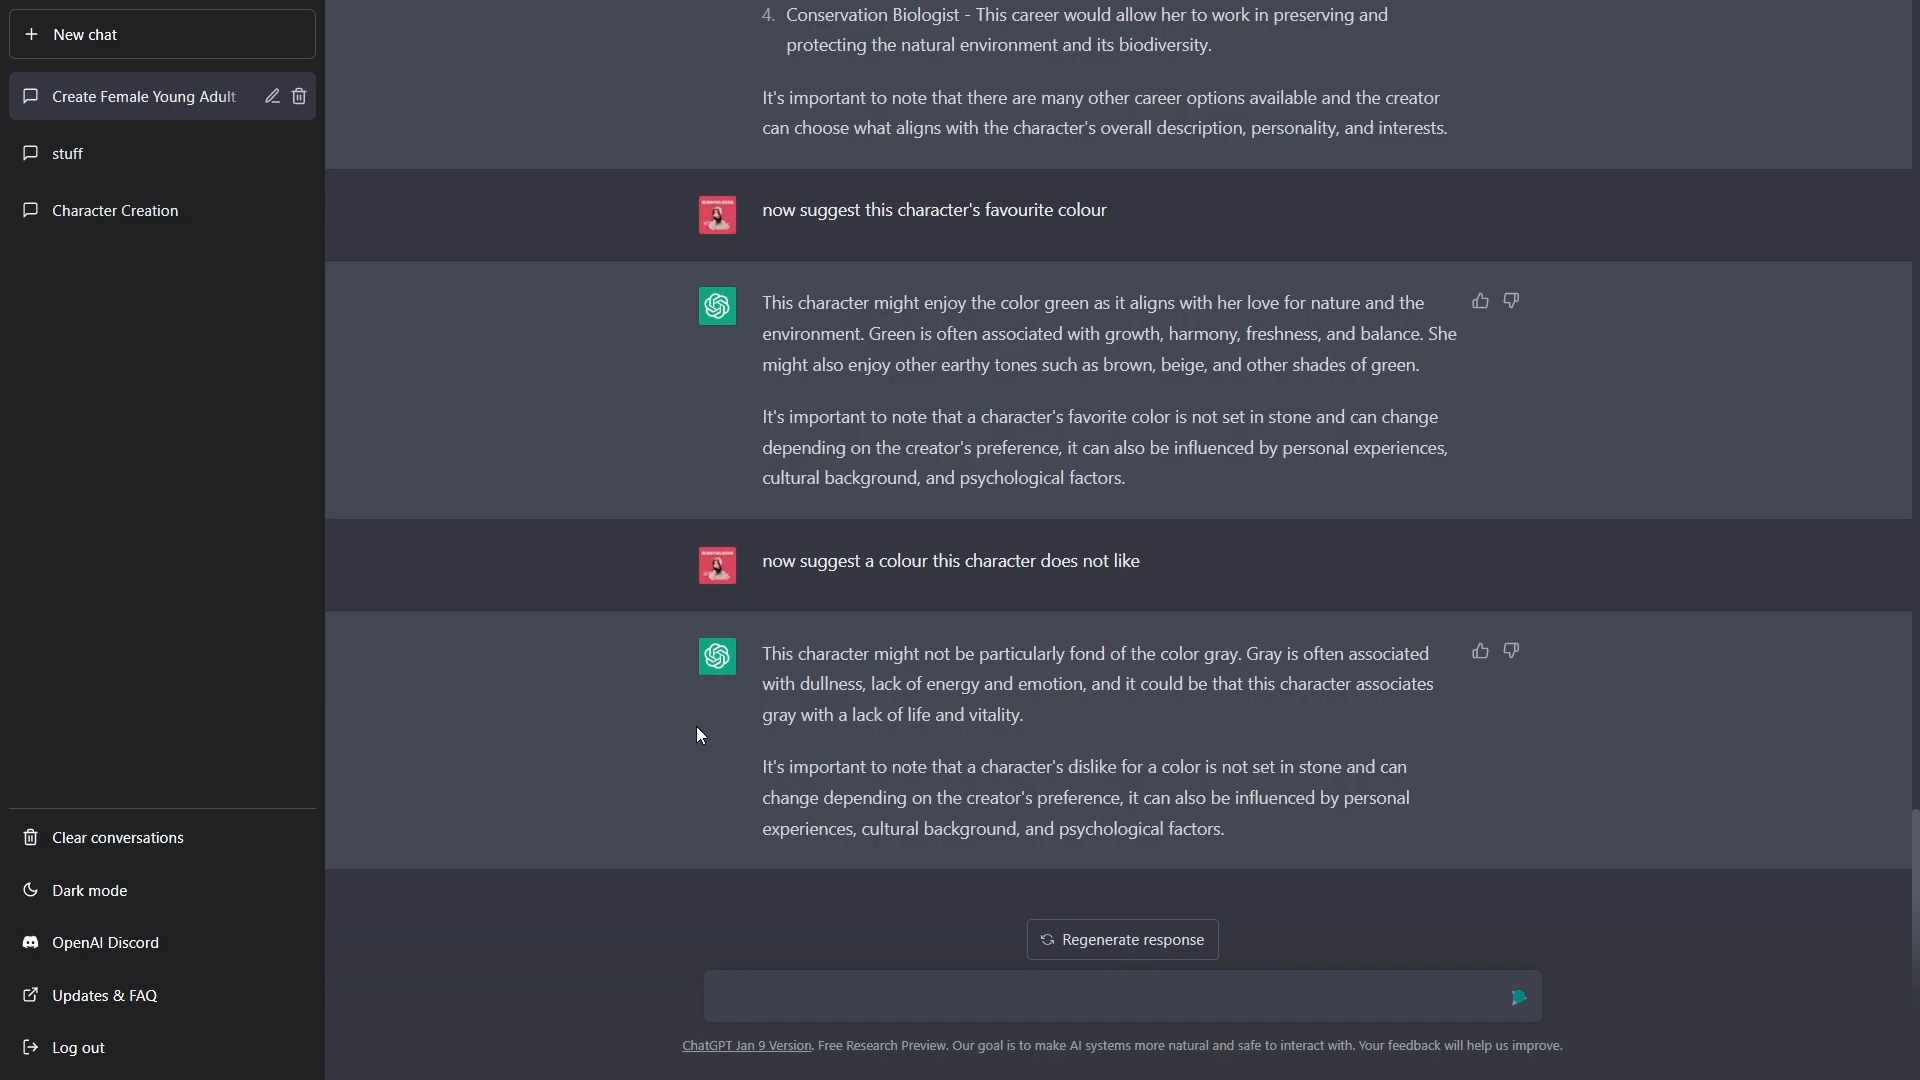 New chat
Create Female Young Adult
stuff
Character Creation
Clear conversations
Dark mode
OpenAI Discord
Updates & FAQ
Log out
4. Conservation Biologist - This career would allow her to work in preserving and
protecting the natural environment and its biodiversity.
It's important to note that there are many other career options available and the creator
can choose what aligns with the character's overall description, personality, and interests.
now suggest this character's favourite colour
This character might enjoy the color green as it aligns with her love for nature and the
environment. Green is often associated with growth, harmony, freshness, and balance. She
might also enjoy other earthy tones such as brown, beige, and other shades of green.
It's important to note that a character's favorite color is not set in stone and can change
depending on the creator's preference, it can also be influenced by personal experiences,
cultural background, and psychological factors.
now suggest a colour this character does not like
This character might not be particularly fond of the color gray. Gray is often associated
with dullness, lack of energy and emotion, and it could be that this character associates
gray with a lack of life and vitality.
It's important to note that a character's dislike for a color is not set in stone and can
change depending on the creator's preference, it can also be influenced by personal
experiences, cultural background, and psychological factors.
Regenerate response
ChatGPT Jan 9 Version. Free Research Preview. Our goal is to make AI systems more natural and safe to interact with. Your feedback will help us improve.